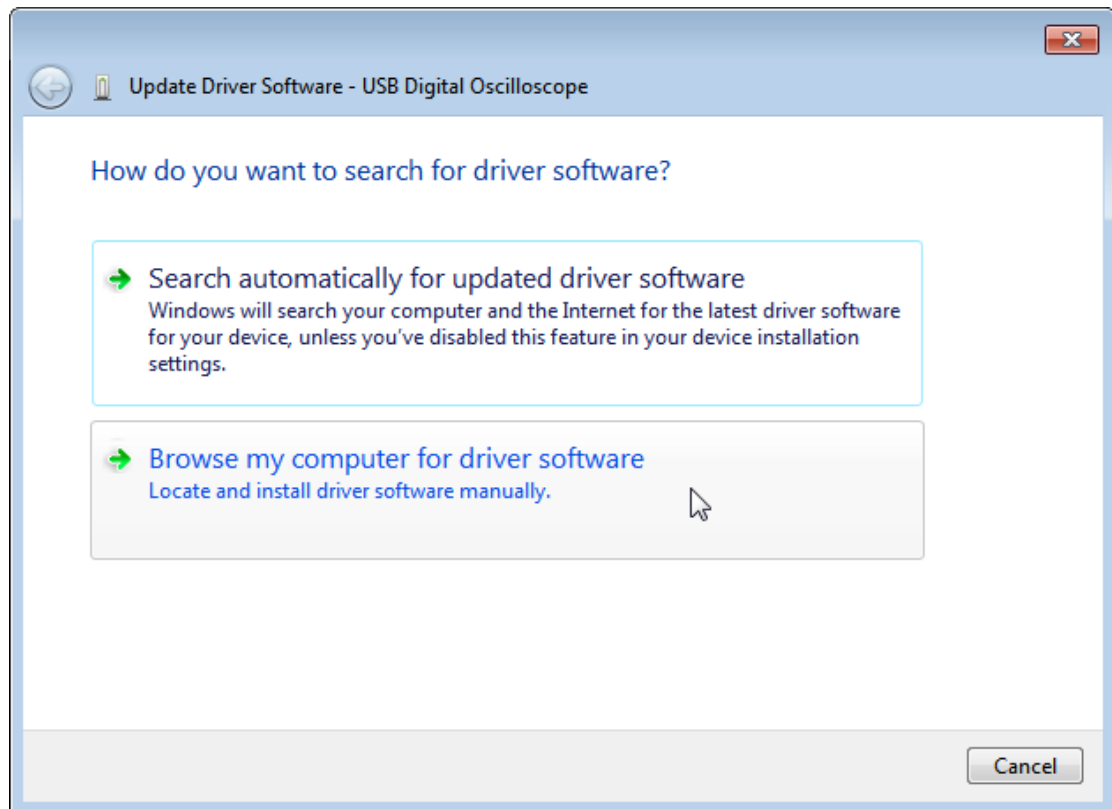 Update Driver Software - USB Digital Oscilloscope
How do you want to search for driver software?
Search automatically for updated driver software
Windows will search your computer and the Internet for the latest driver software
for your device, unless you've disabled this feature in your device installation
settings.
Browse my computer for driver software
Locate and install driver software manually.
Cancel